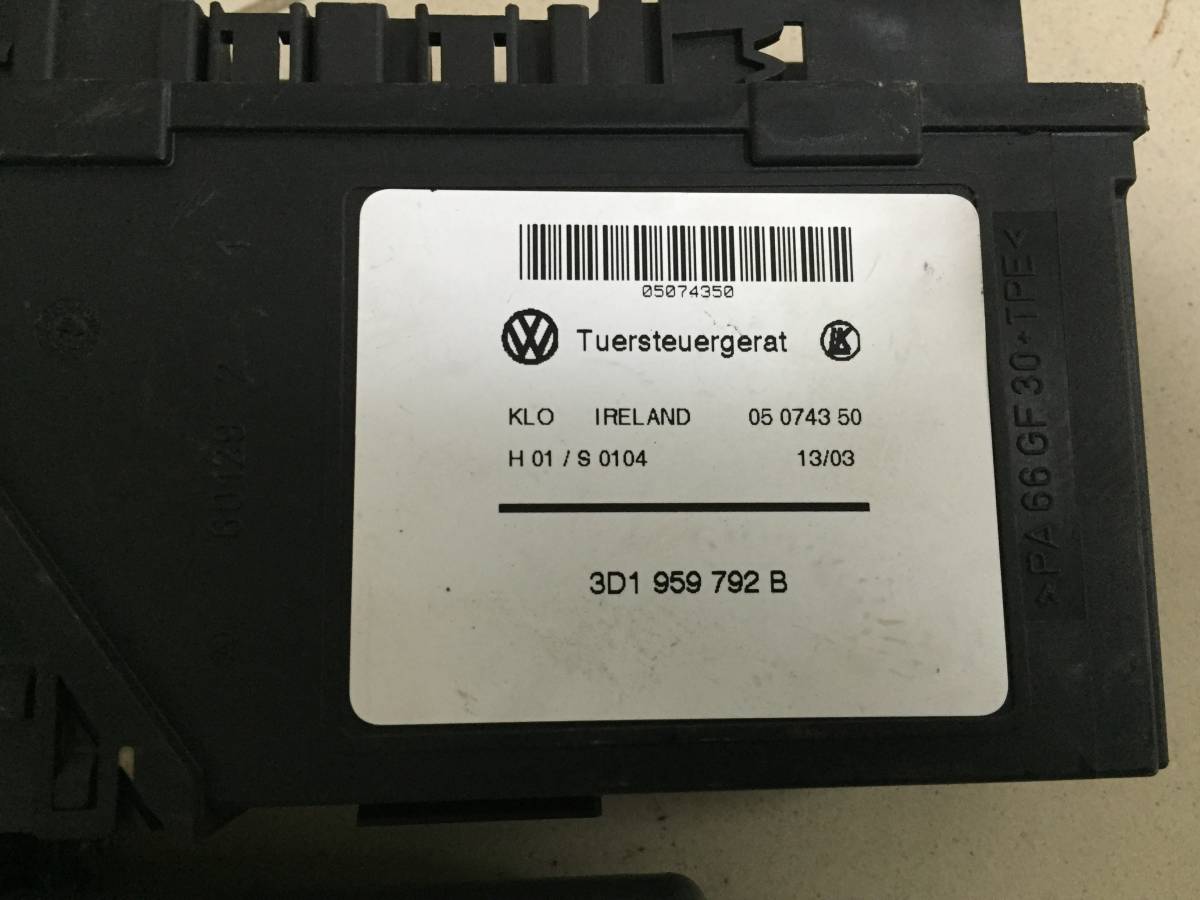 05074350
VW Tuersteuergerat K
KLO IRELAND 05 0743 50
H 01 / S 0104 13/03
3D1 959 792 B
>PA 66 GF 30+TPE<